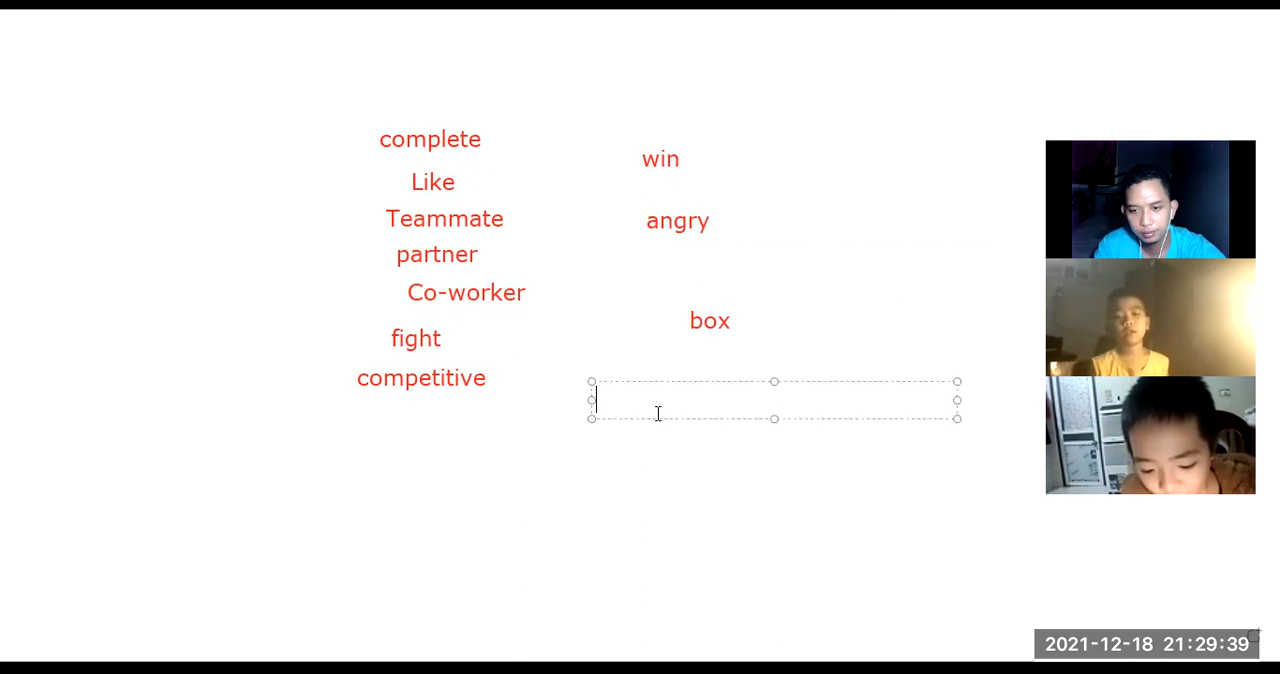 complete
Like
Teammate
partner
Co-worker
fight
competitive
win
angry
box
2021-12-18 21:29:39